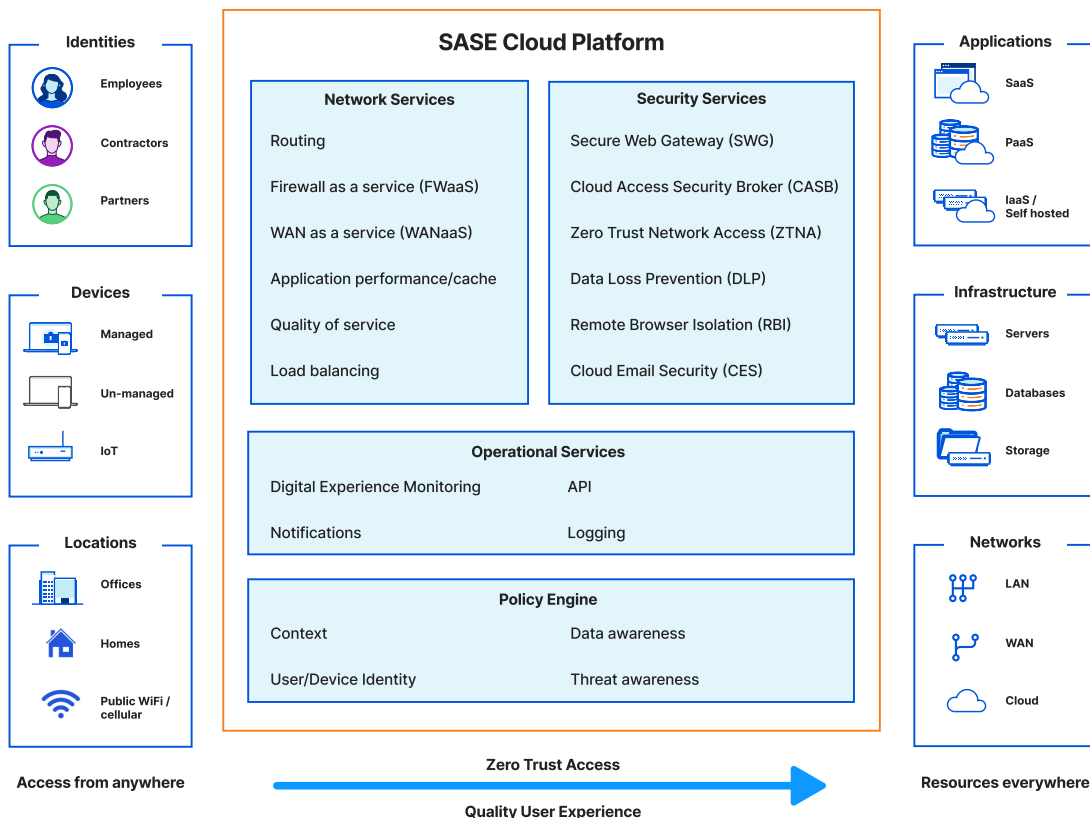 Identities
Employees
Contractors
Partners
Devices
Managed
Un-managed
IoT
Locations
Offices
Homes
Public WiFi /
cellular
Access from anywhere
SASE Cloud Platform
Network Services
Routing
Firewall as a service (FWaaS)
WAN as a service (WANaaS)
Application performance/cache
Quality of service
Load balancing
Security Services
Secure Web Gateway (SWG)
Cloud Access Security Broker (CASB)
Zero Trust Network Access (ZTNA)
Data Loss Prevention (DLP)
Remote Browser Isolation (RBI)
Cloud Email Security (CES)
Operational Services
Digital Experience Monitoring
API
Notifications
Logging
Policy Engine
Context
Data awareness
User/Device Identity
Threat awareness
Zero Trust Access
Quality User Experience
Applications
SaaS
PaaS
IaaS /
Self hosted
Infrastructure
Servers
Databases
Storage
Networks
LAN
WAN
Cloud
Resources everywhere